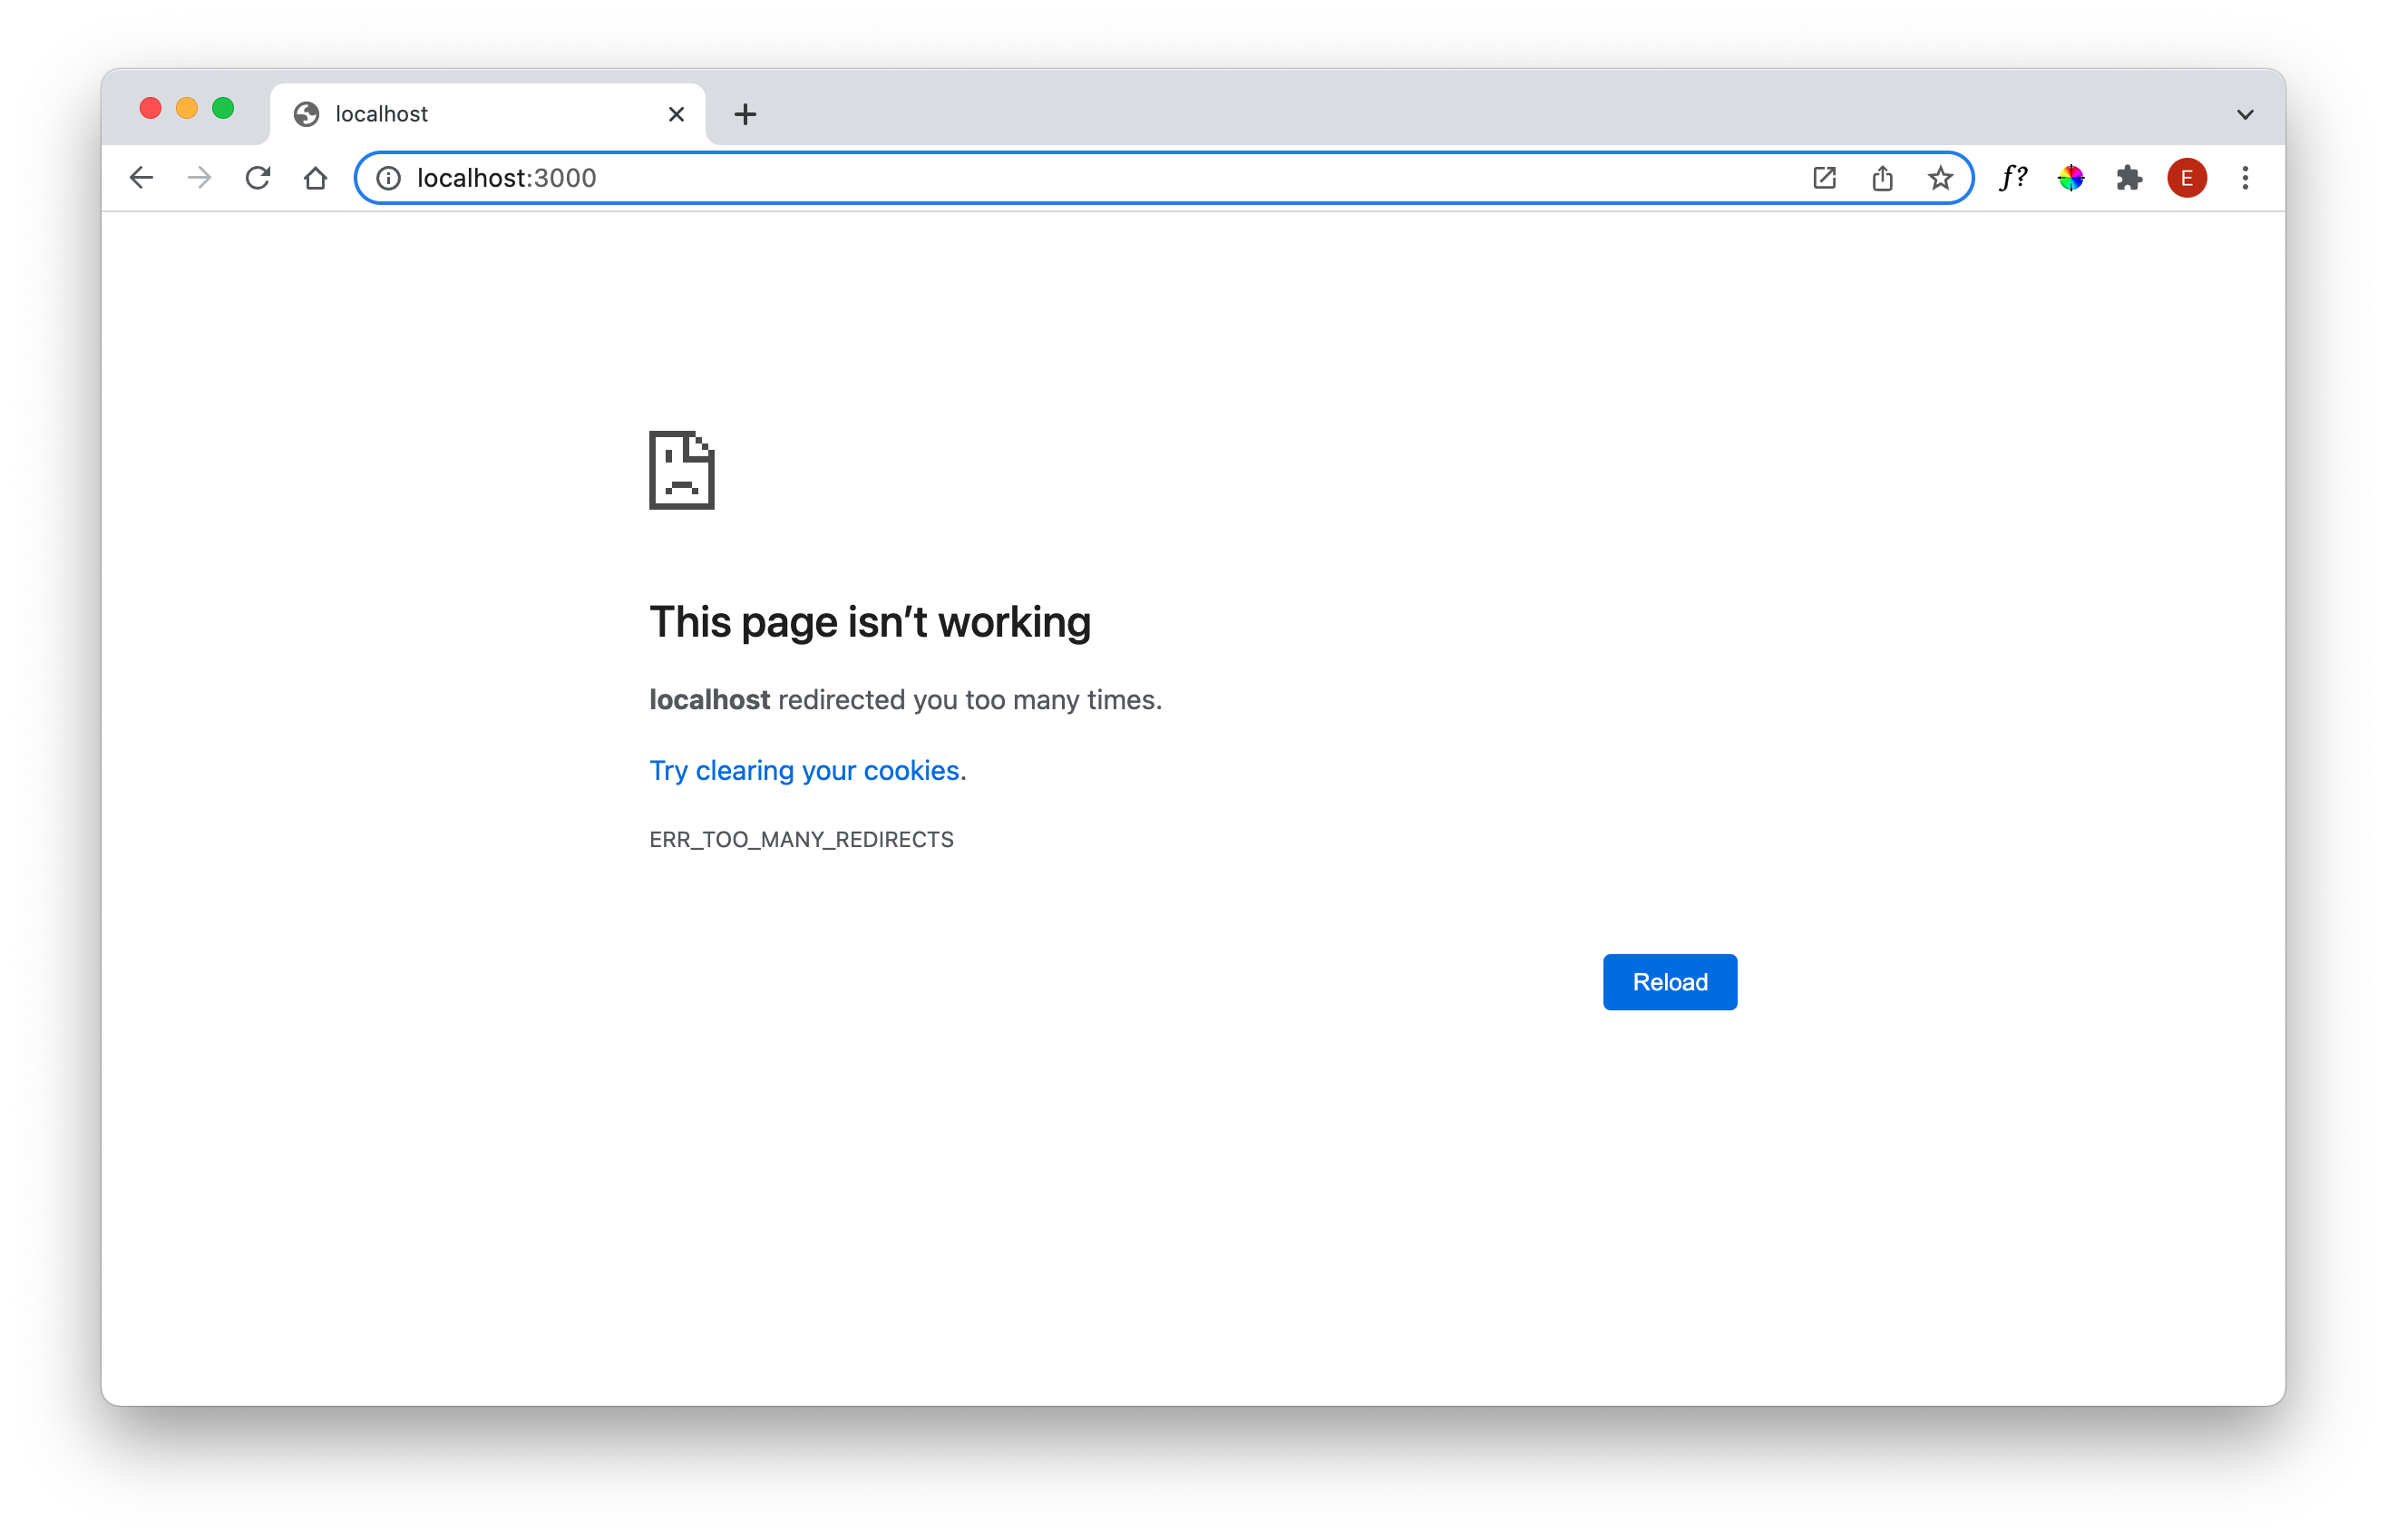 localhost
localhost:3000
f?
E
This page isn’t working
localhost redirected you too many times.
Try clearing your cookies.
ERR_TOO_MANY_REDIRECTS
Reload